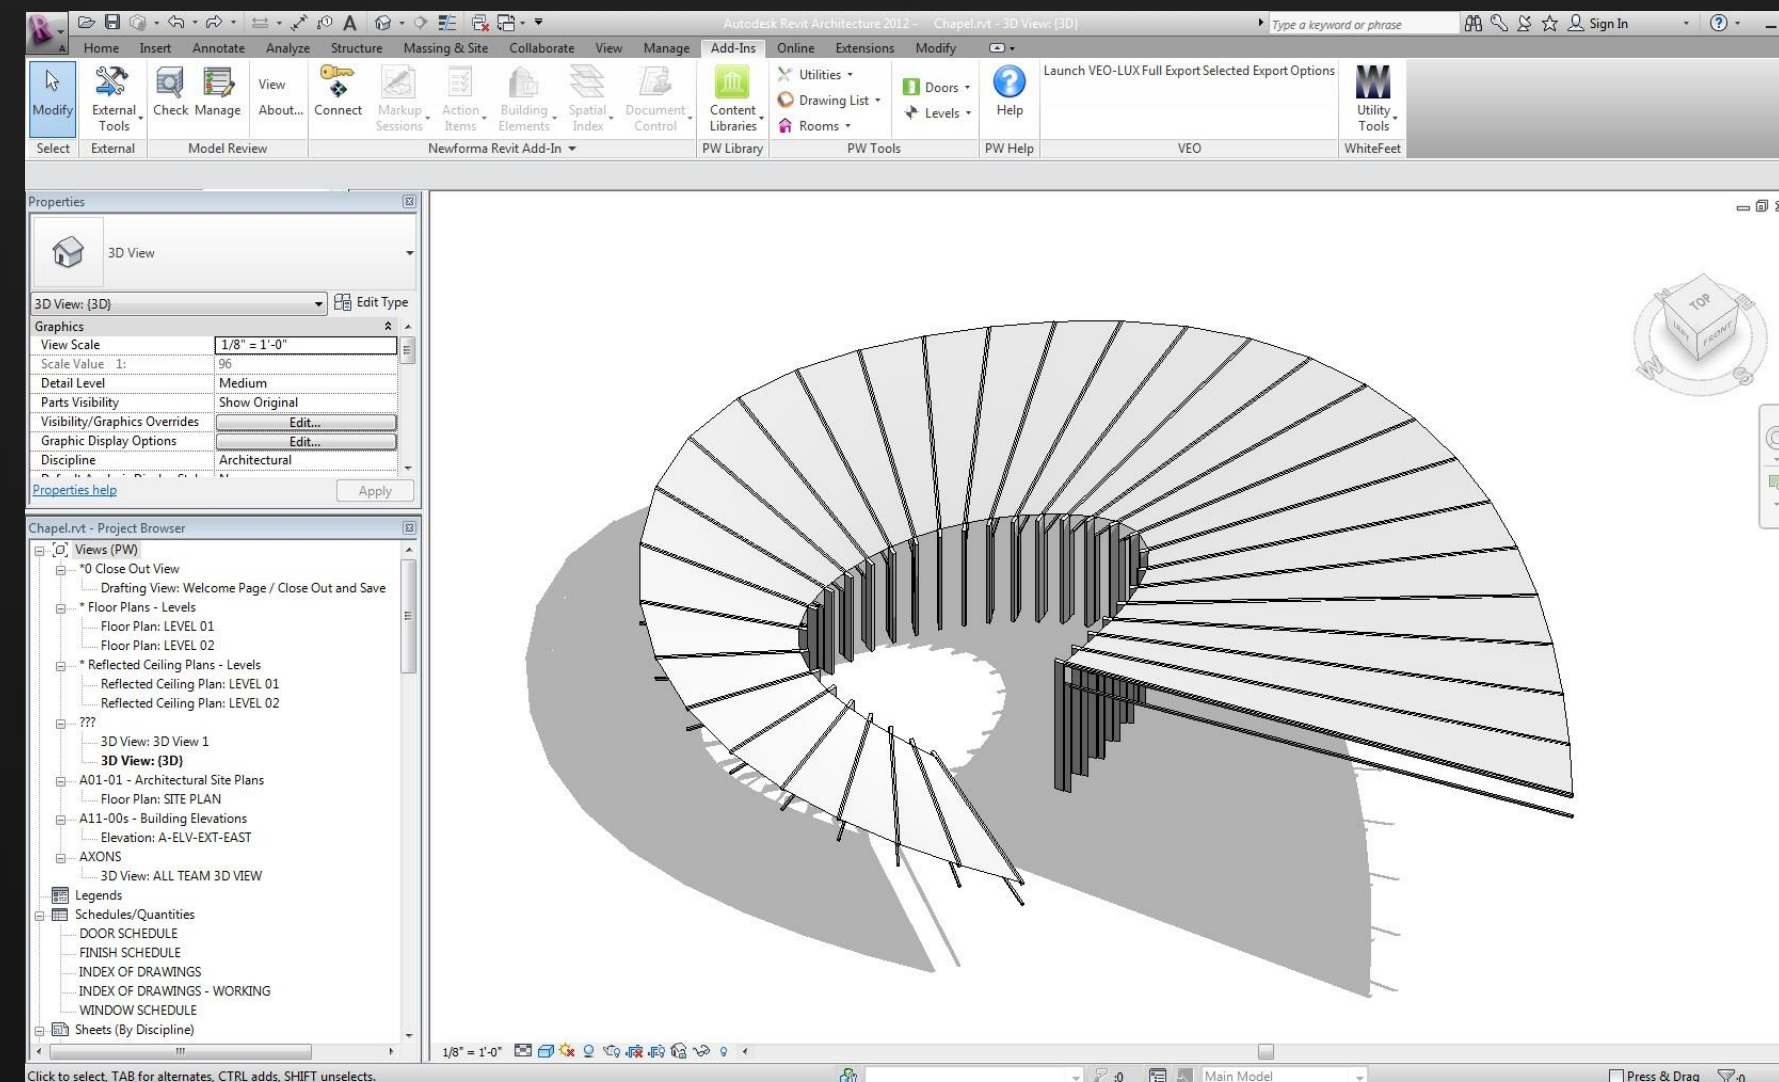 Autodesk Revit Architecture 2012 - Chapel.rvt - 3D View: {3D}
Type a keyword or phrase
Sign In
Home Insert Annotate Analyze Structure Massing & Site Collaborate View Manage Add-Ins Online Extensions Modify
Modify
External Tools
Check Manage
View
About...
Connect
Markup Sessions
Action Items
Building Elements
Spatial Index
Document Control
Content Libraries
Utilities
Drawing List
Rooms
Doors
Levels
Help
Launch VEO-LUX Full Export Selected Export Options
Utility Tools
Select External Model Review Newforma Revit Add-In PW Library PW Tools PW Help VEO WhiteFeet
Properties
3D View
3D View: {3D} Edit Type
Graphics
View Scale 1/8" = 1'-0"
Scale Value 1: 96
Detail Level Medium
Parts Visibility Show Original
Visibility/Graphics Overrides Edit...
Graphic Display Options Edit...
Discipline Architectural
Properties help Apply
Chapel.rvt - Project Browser
Views (PW)
*0 Close Out View
Drafting View: Welcome Page / Close Out and Save
* Floor Plans - Levels
Floor Plan: LEVEL 01
Floor Plan: LEVEL 02
* Reflected Ceiling Plans - Levels
Reflected Ceiling Plan: LEVEL 01
Reflected Ceiling Plan: LEVEL 02
???
3D View: 3D View 1
3D View: {3D}
A01-01 - Architectural Site Plans
Floor Plan: SITE PLAN
A11-00s - Building Elevations
Elevation: A-ELV-EXT-EAST
AXONS
3D View: ALL TEAM 3D VIEW
Legends
Schedules/Quantities
DOOR SCHEDULE
FINISH SCHEDULE
INDEX OF DRAWINGS
INDEX OF DRAWINGS - WORKING
WINDOW SCHEDULE
Sheets (By Discipline)
TOP
LEFT FRONT
W S
1/8" = 1'-0"
Click to select, TAB for alternates, CTRL adds, SHIFT unselects.
:0
Main Model
Press & Drag
:0